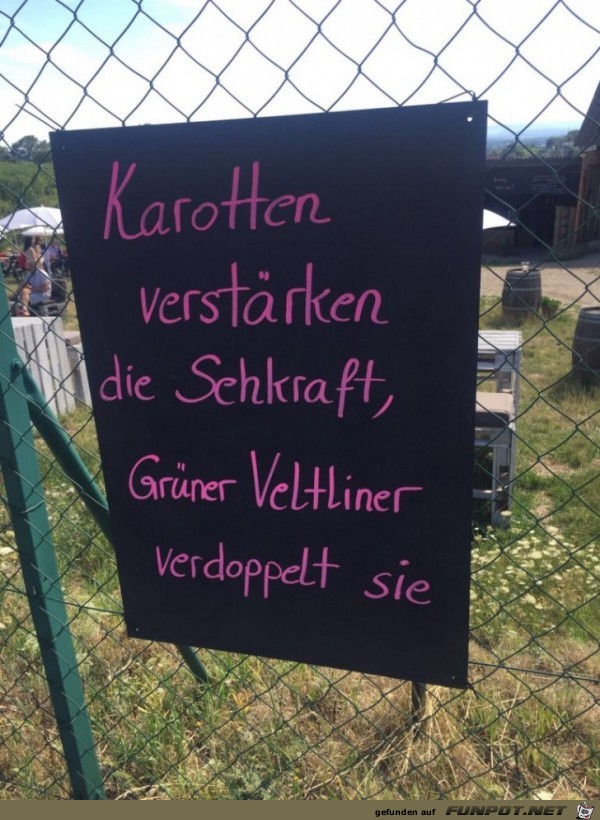 Karotten
verstärken
die Sehkraft,
Grüner Veltliner
verdoppelt sie
gefunden auf FUNPOT.NET